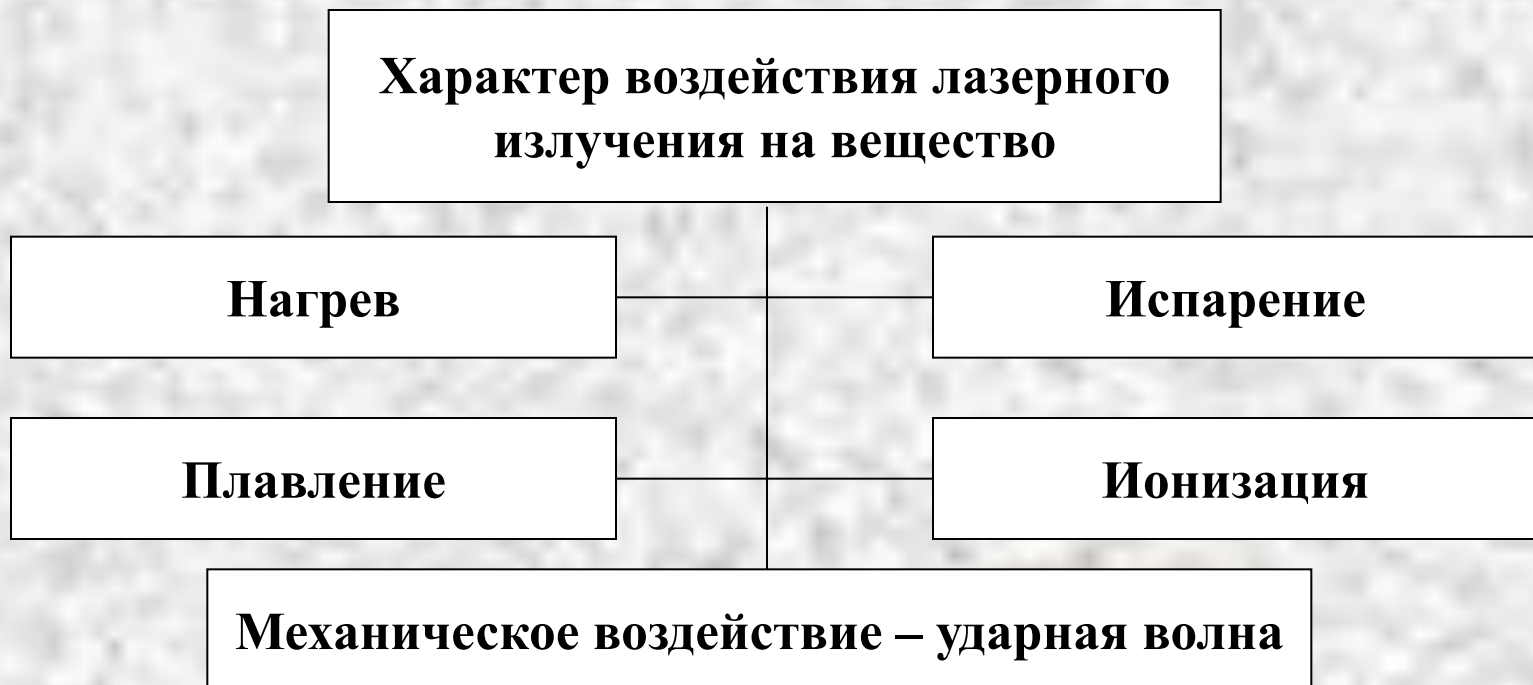 Характер воздействия лазерного
излучения на вещество
Нагрев
Испарение
Плавление
Ионизация
Механическое воздействие – ударная волна